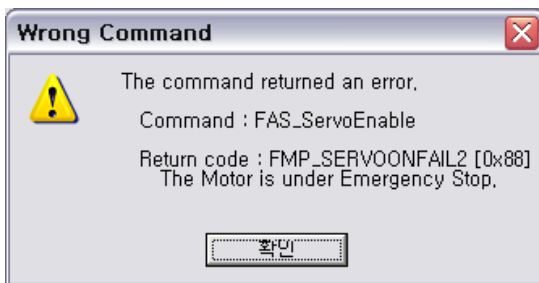 Wrong Command
The command returned an error,
Command : FAS_ServoEnable
Return code : FMP_SERVOONFAIL2 [0x88]
The Motor is under Emergency Stop,
확인